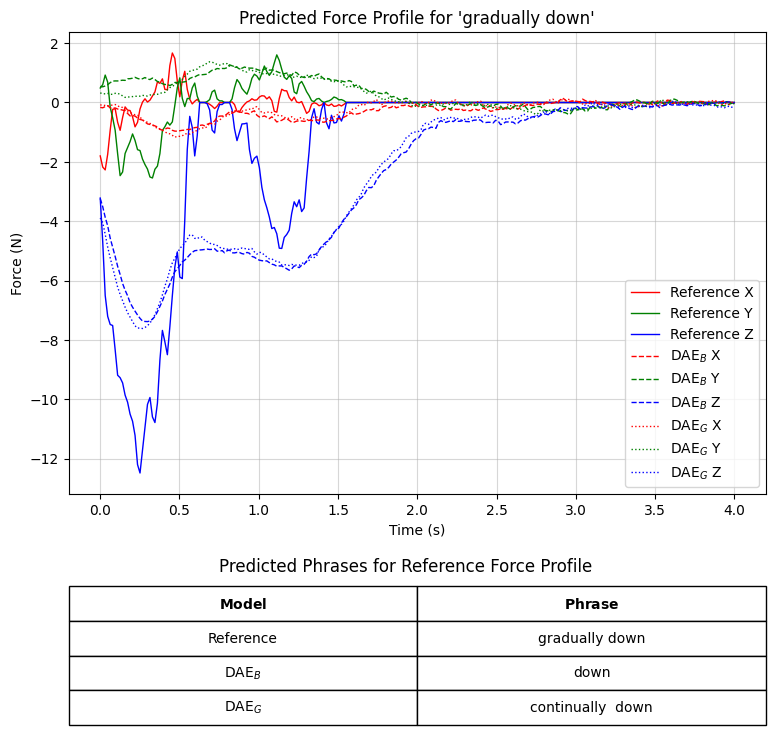 Predicted Force Profile for 'gradually down'
Force (N)
2
0
−2
−4
−6
−8
−10
−12
Reference X
Reference Y
Reference Z
DAE_B X
DAE_B Y
DAE_B Z
DAE_G X
DAE_G Y
DAE_G Z
0.0 0.5 1.0 1.5 2.0 2.5 3.0 3.5 4.0
Time (s)
Predicted Phrases for Reference Force Profile
Model Phrase
Reference gradually down
DAE_B down
DAE_G continually  down